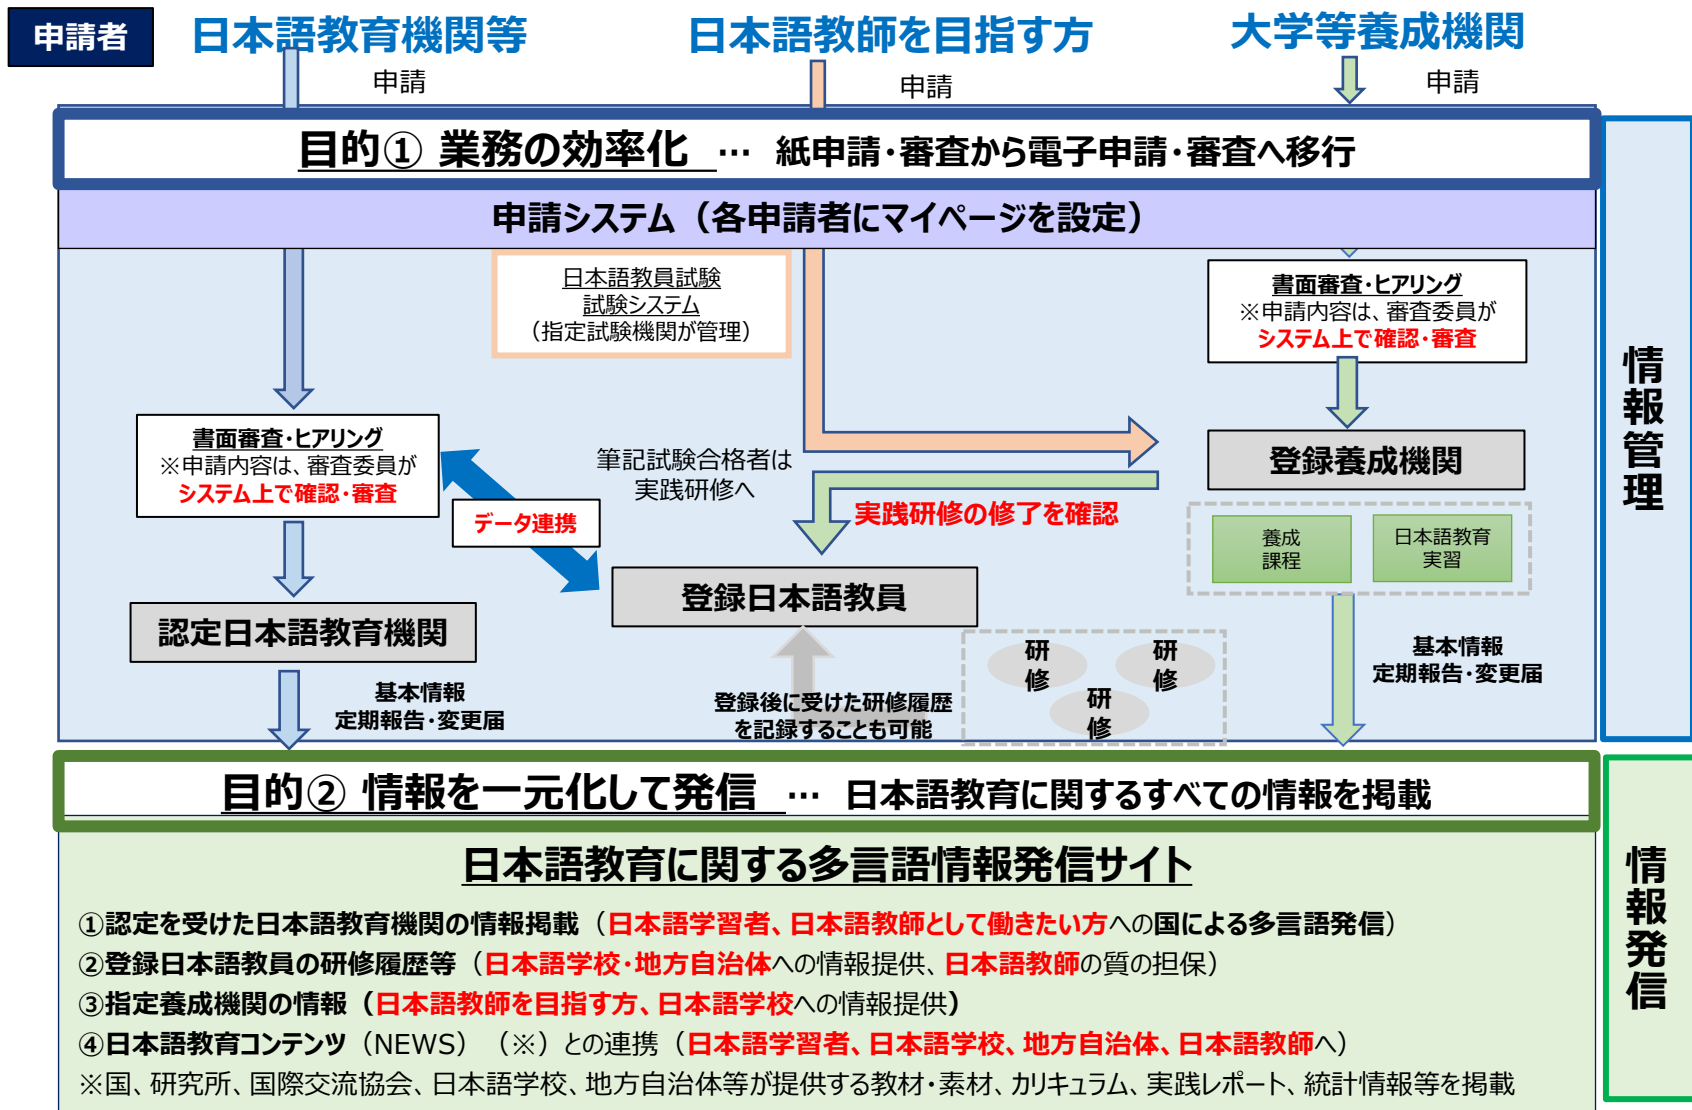 申請者
日本語教育機関等
日本語教師を目指す方
大学等養成機関
申請
申請
申請
目的① 業務の効率化 … 紙申請・審査から電子申請・審査へ移行
申請システム（各申請者にマイページを設定）
日本語教員試験
試験システム
（指定試験機関が管理）
書面審査・ヒアリング
※申請内容は、審査委員が
システム上で確認・審査
書面審査・ヒアリング
※申請内容は、審査委員が
システム上で確認・審査
データ連携
筆記試験合格者は
実践研修へ
実践研修の修了を確認
登録養成機関
養成
課程
日本語教育
実習
登録日本語教員
認定日本語教育機関
基本情報
定期報告・変更届
登録後に受けた研修履歴
を記録することも可能
研
修
研
修
研
修
基本情報
定期報告・変更届
情報管理
目的② 情報を一元化して発信 … 日本語教育に関するすべての情報を掲載
日本語教育に関する多言語情報発信サイト
①認定を受けた日本語教育機関の情報掲載（日本語学習者、日本語教師として働きたい方への国による多言語発信）
②登録日本語教員の研修履歴等（日本語学校・地方自治体への情報提供、日本語教師の質の担保）
③指定養成機関の情報（日本語教師を目指す方、日本語学校への情報提供）
④日本語教育コンテンツ（NEWS）（※）との連携（日本語学習者、日本語学校、地方自治体、日本語教師へ）
※国、研究所、国際交流協会、日本語学校、地方自治体等が提供する教材・素材、カリキュラム、実践レポート、統計情報等を掲載
情報発信